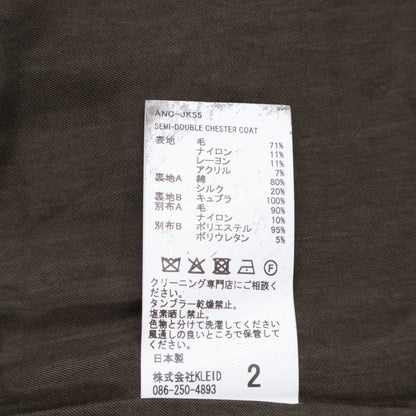 ANC-JK55
SEMI-DOUBLE CHESTER COAT
表地 毛 71%
ナイロン 11%
レーヨン 11%
アクリル 7%
裏地A 綿 80%
シルク 20%
裏地B キュプラ 100%
別布A 毛 90%
ナイロン 10%
別布B ポリエステル 95%
ポリウレタン 5%
クリーニング専門店にご相談く
ださい。
タンブラー乾燥禁止。
塩素晒し禁止。
色物と分けて洗濯してください
風通しの良いところで保管して
ください。
日本製
株式会社KLEID
086-250-4893
2